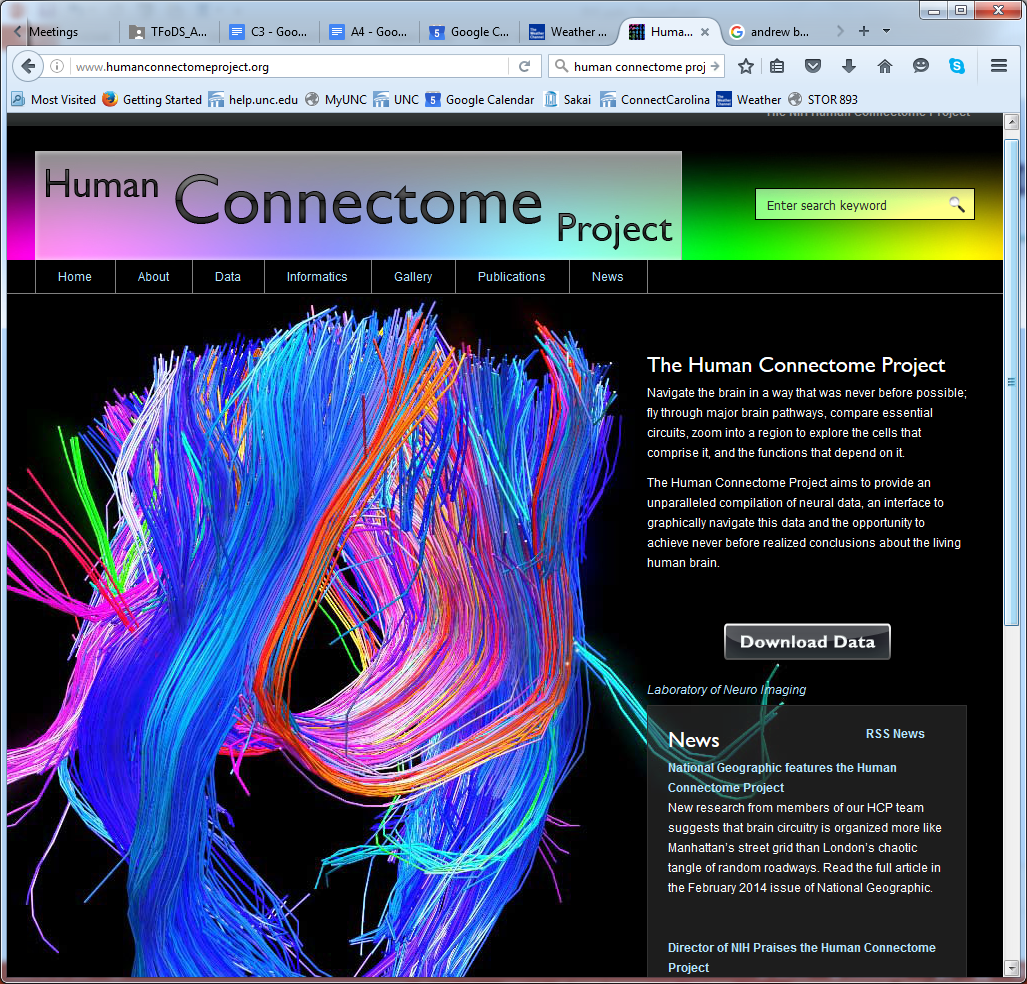 Meetings
TFoDS_A...
C3 - Goo...
A4 - Goo...
5
Google C...
Weather ...
Huma...
andrew b...
www.humanconnectomeproject.org
human connectome proj
Most Visited
Getting Started
help.unc.edu
MyUNC
UNC
5
Google Calendar
Sakai
ConnectCarolina
Weather
STOR 893
The NIH Human Connectome Project
Human
Connectome
Project
Enter search keyword
Home
About
Data
Informatics
Gallery
Publications
News
The Human Connectome Project
Navigate the brain in a way that was never before possible;
fly through major brain pathways, compare essential
circuits, zoom into a region to explore the cells that
comprise it, and the functions that depend on it.
The Human Connectome Project aims to provide an
unparalleled compilation of neural data, an interface to
graphically navigate this data and the opportunity to
achieve never before realized conclusions about the living
human brain.
Download Data
Laboratory of Neuro Imaging
News
RSS News
National Geographic features the Human
Connectome Project
New research from members of our HCP team
suggests that brain circuitry is organized more like
Manhattan's street grid than London's chaotic
tangle of random roadways. Read the full article in
the February 2014 issue of National Geographic.
Director of NIH Praises the Human Connectome
Project